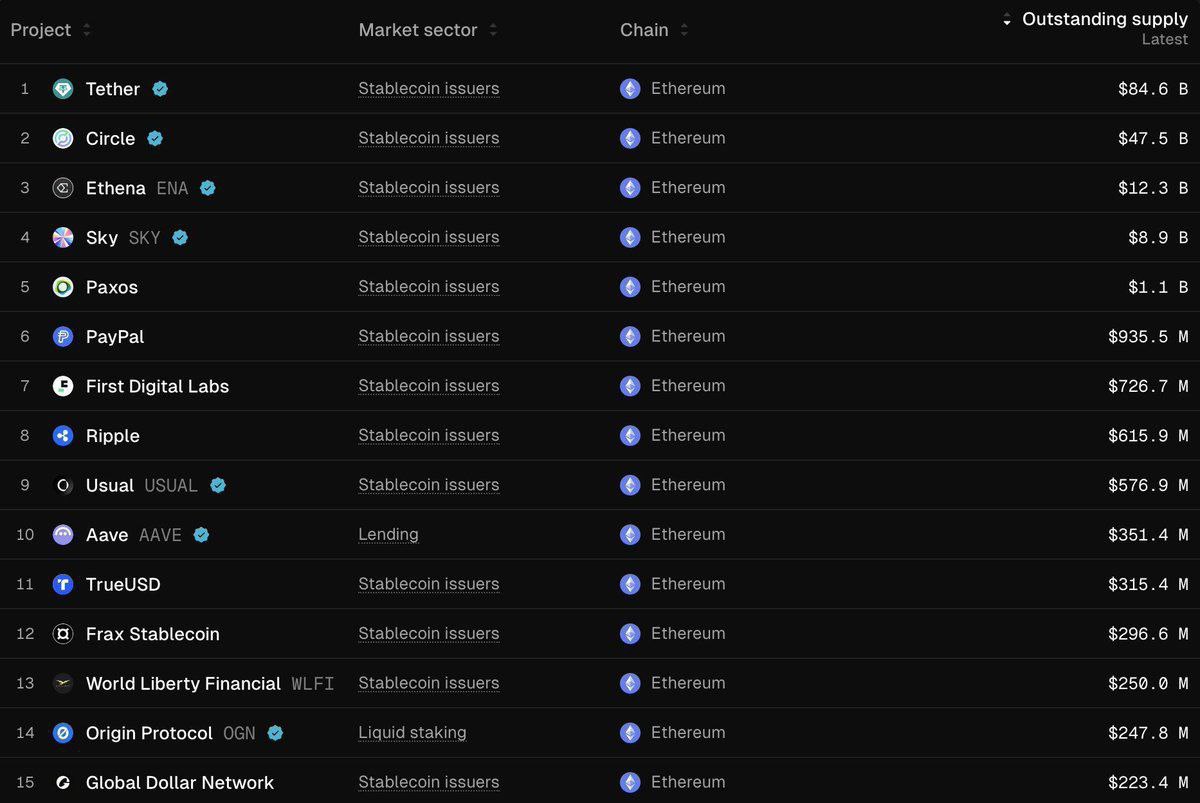 Project Market sector Chain Outstanding supply
Latest
1 Tether Stablecoin issuers Ethereum $84.6 B
2 Circle Stablecoin issuers Ethereum $47.5 B
3 Ethena ENA Stablecoin issuers Ethereum $12.3 B
4 Sky SKY Stablecoin issuers Ethereum $8.9 B
5 Paxos Stablecoin issuers Ethereum $1.1 B
6 PayPal Stablecoin issuers Ethereum $935.5 M
7 First Digital Labs Stablecoin issuers Ethereum $726.7 M
8 Ripple Stablecoin issuers Ethereum $615.9 M
9 Usual USUAL Stablecoin issuers Ethereum $576.9 M
10 Aave AAVE Lending Ethereum $351.4 M
11 TrueUSD Stablecoin issuers Ethereum $315.4 M
12 Frax Stablecoin Stablecoin issuers Ethereum $296.6 M
13 World Liberty Financial WLFI Stablecoin issuers Ethereum $250.0 M
14 Origin Protocol OGN Liquid staking Ethereum $247.8 M
15 Global Dollar Network Stablecoin issuers Ethereum $223.4 M